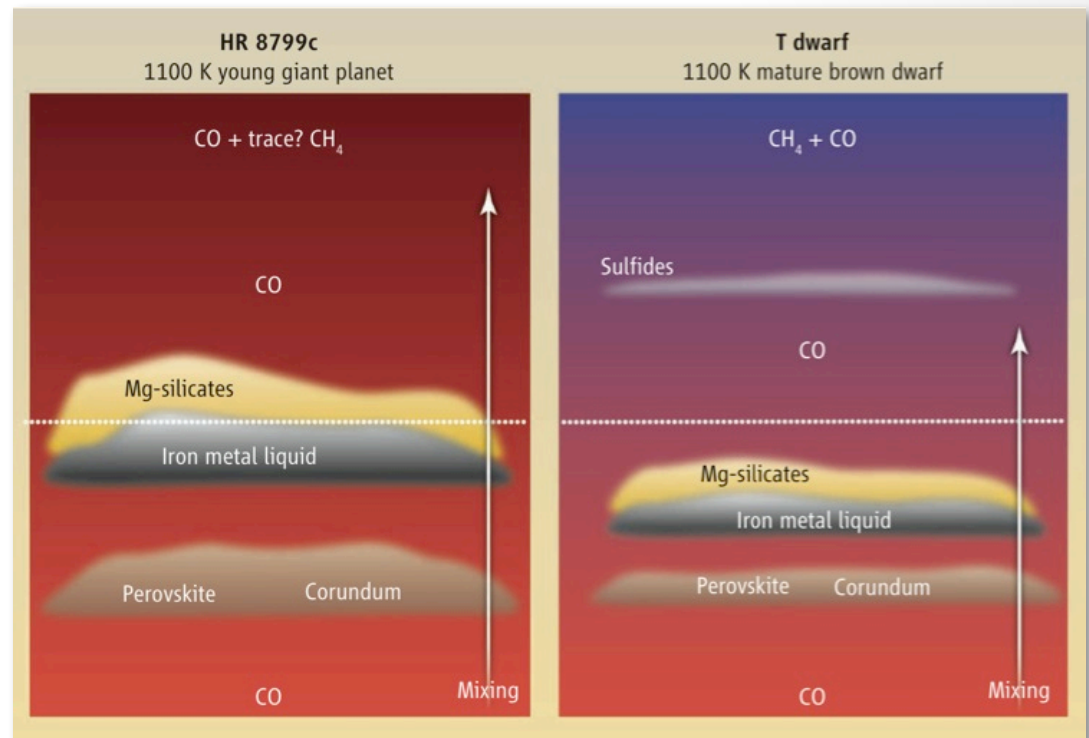 HR 8799c
1100 K young giant planet
CO + trace? CH₄
CO
Mg-silicates
Iron metal liquid
Perovskite
Corundum
CO
Mixing
T dwarf
1100 K mature brown dwarf
CH₄ + CO
Sulfides
CO
Mg-silicates
Iron metal liquid
Perovskite
Corundum
CO
Mixing